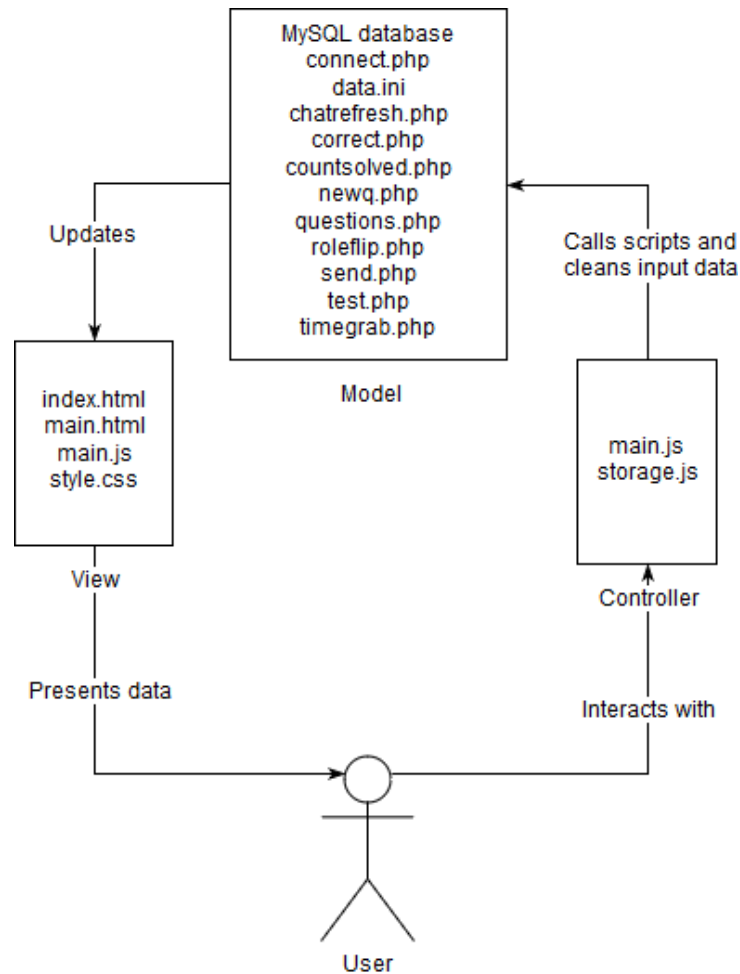 MySQL database
connect.php
data.ini
chatrefresh.php
correct.php
countsolved.php
newq.php
questions.php
roleflip.php
send.php
test.php
timegrab.php
Model
Updates
Calls scripts and
cleans input data
index.html
main.html
main.js
style.css
View
main.js
storage.js
Controller
Presents data
Interacts with
User